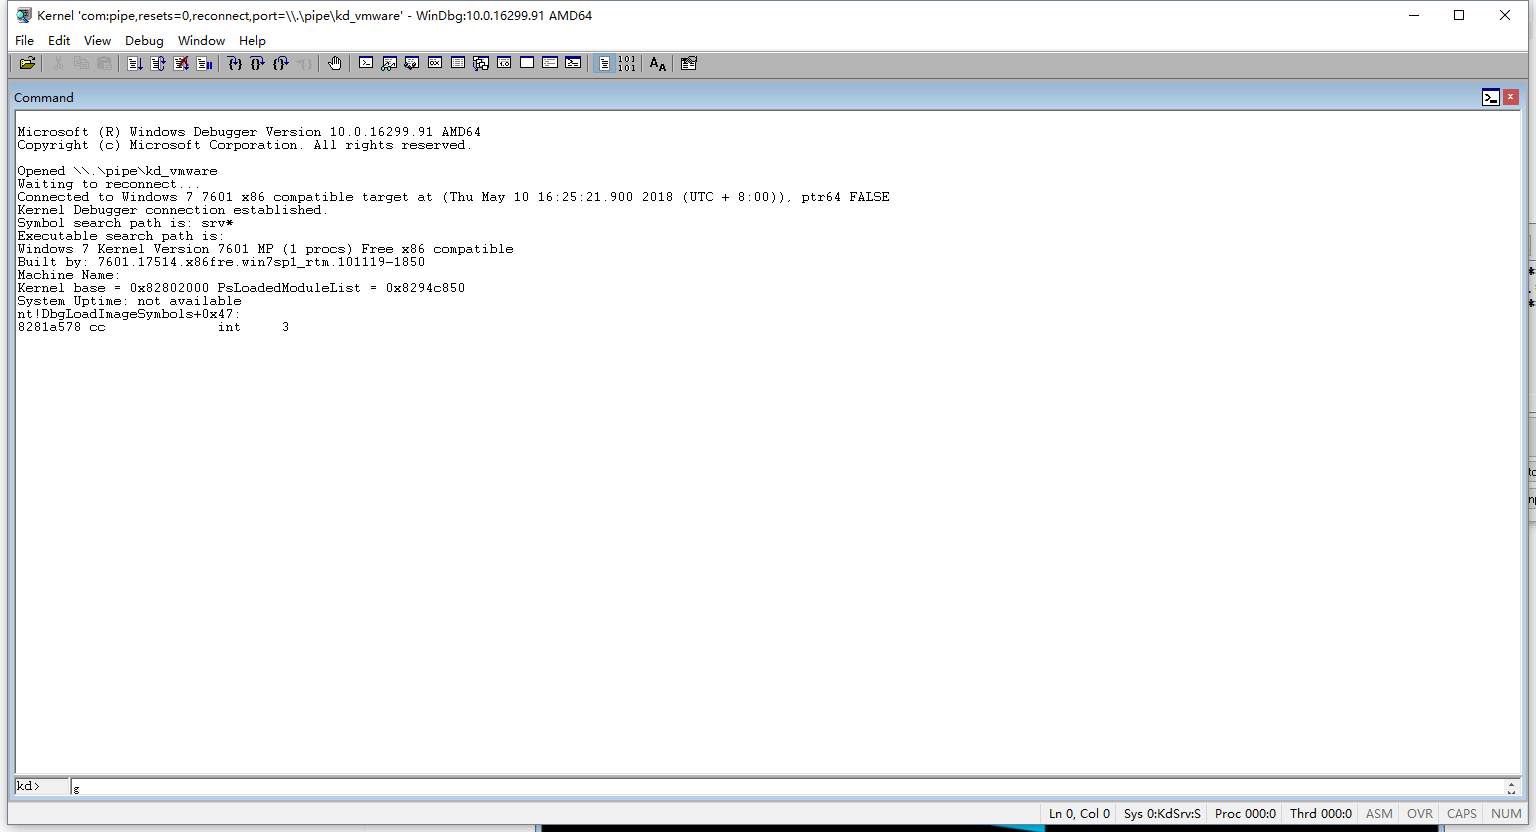 Kernel 'com:pipe,resets=0,reconnect,port=\\.\pipe\kd_vmware' - WinDbg:10.0.16299.91 AMD64
File Edit View Debug Window Help
Command
Microsoft (R) Windows Debugger Version 10.0.16299.91 AMD64
Copyright (c) Microsoft Corporation. All rights reserved.
Opened \\.\pipe\kd_vmware
Waiting to reconnect...
Connected to Windows 7 7601 x86 compatible target at (Thu May 10 16:25:21.900 2018 (UTC + 8:00)), ptr64 FALSE
Kernel Debugger connection established.
Symbol search path is: srv*
Executable search path is:
Windows 7 Kernel Version 7601 MP (1 procs) Free x86 compatible
Built by: 7601.17514.x86fre.win7sp1_rtm.101119-1850
Machine Name:
Kernel base = 0x82802000 PsLoadedModuleList = 0x8294c850
System Uptime: not available
nt!DbgLoadImageSymbols+0x47:
8281a578 cc              int     3
kd> g
Ln 0, Col 0 Sys 0:KdSrv:S Proc 000:0 Thrd 000:0 ASM OVR CAPS NUM